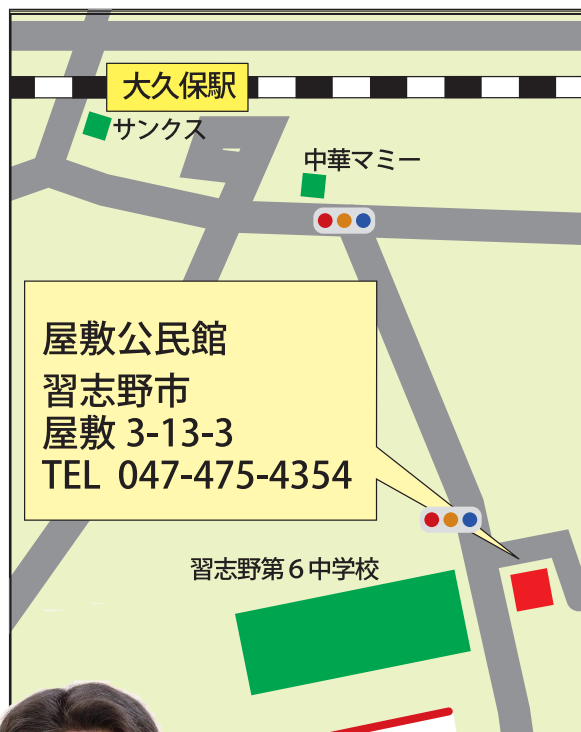 大久保駅
サンクス
中華マミー
屋敷公民館
習志野市
屋敷 3-13-3
TEL 047-475-4354
習志野第６中学校